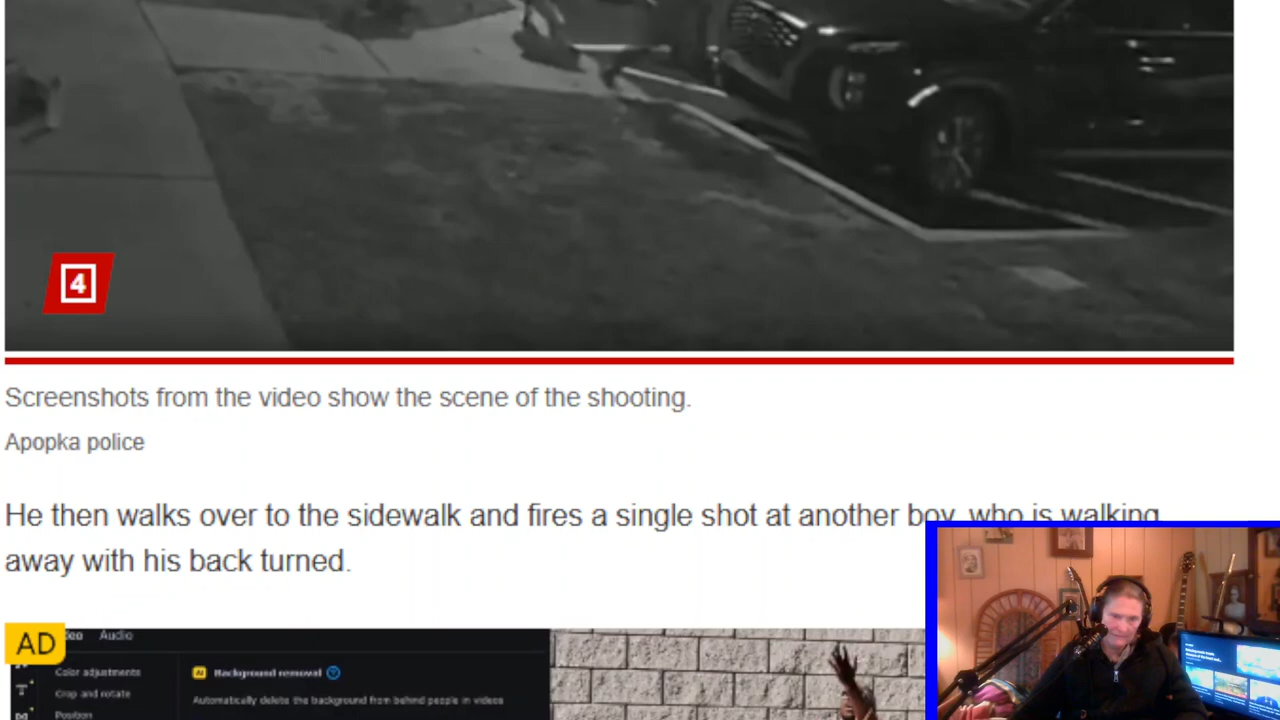 4
Screenshots from the video show the scene of the shooting.
Apopka police
He then walks over to the sidewalk and fires a single shot at another boy, who is walking
away with his back turned.
AD
Audio
Color adjustments
Background removal
Crop and rotate
Automatically delete the background from behind people in videos
Position